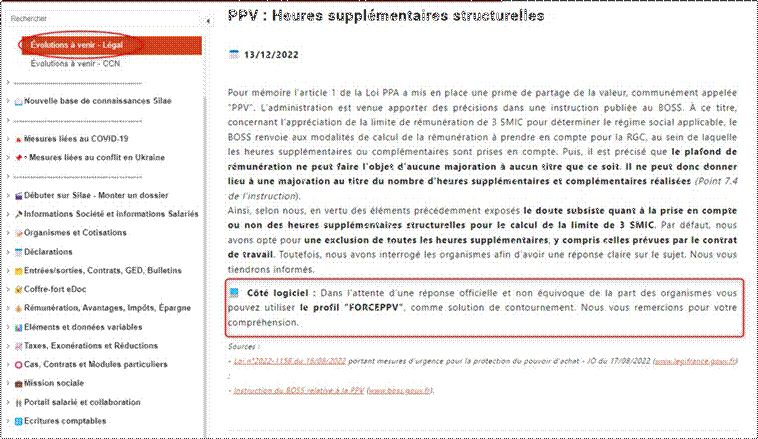 Rechercher
Évolutions à venir - Légal
Évolutions à venir - CCN
Nouvelle base de connaissances Silae
Mesures liées au COVID-19
Mesures liées au conflit en Ukraine
Débuter sur Silae - Monter un dossier
Informations Société et Informations Salariés
Organismes et Cotisations
Déclarations
Entrées/sorties, Contrats, GED, Bulletins
Coffre-fort eDoc
Rémunération, Avantages, Impôts, Épargne
Eléments et données variables
Taxes, Exonérations et Réductions
Cas, Contrats et Modules particuliers
Mission sociale
Portail salarié et collaboration
Ecritures comptables
PPV : Heures supplémentaires structurelles
13/12/2022
Pour mémoire l'article 1 de la Loi PPA a mis en place une prime de partage de la valeur, communément appelée
"PPV". L'administration est venue apporter des précisions dans une instruction publiée au BOSS. À ce titre,
concernant l'appréciation de la limite de rémunération de 3 SMIC pour déterminer le régime social applicable, le
BOSS renvoie aux modalités de calcul de la rémunération à prendre en compte pour la RGC, au sein de laquelle
les heures supplémentaires ou complémentaires sont prises en compte. Puis, il est précisé que le plafond de
rémunération ne peut faire l'objet d'aucune majoration à aucun titre que ce soit. Il ne peut donc donner
lieu à une majoration au titre du nombre d'heures supplémentaires et complémentaires réalisées (Point 7.4
de l'instruction).
Ainsi, selon nous, en vertu des éléments précédemment exposés le doute subsiste quant à la prise en compte
ou non des heures supplémentaires structurelles pour le calcul de la limite de 3 SMIC. Par défaut, nous
avons opté pour une exclusion de toutes les heures supplémentaires, y compris celles prévues par le contrat
de travail. Toutefois, nous avons interrogé les organismes afin d'avoir une réponse claire sur le sujet. Nous vous
tiendrons informés.
Côté logiciel : Dans l'attente d'une réponse officielle et non équivoque de la part des organismes vous
pouvez utiliser le profil "FORCEPPV", comme solution de contournement. Nous vous remercions pour votre
compréhension.
Sources :
- Loi n°2022-1158 du 16/08/2022 portant mesures d'urgence pour la protection du pouvoir d'achat - JO du 17/08/2022 (www.legifrance.gouv.fr)
;
- Instruction du BOSS relative à la PPV (www.boss.gouv.fr).